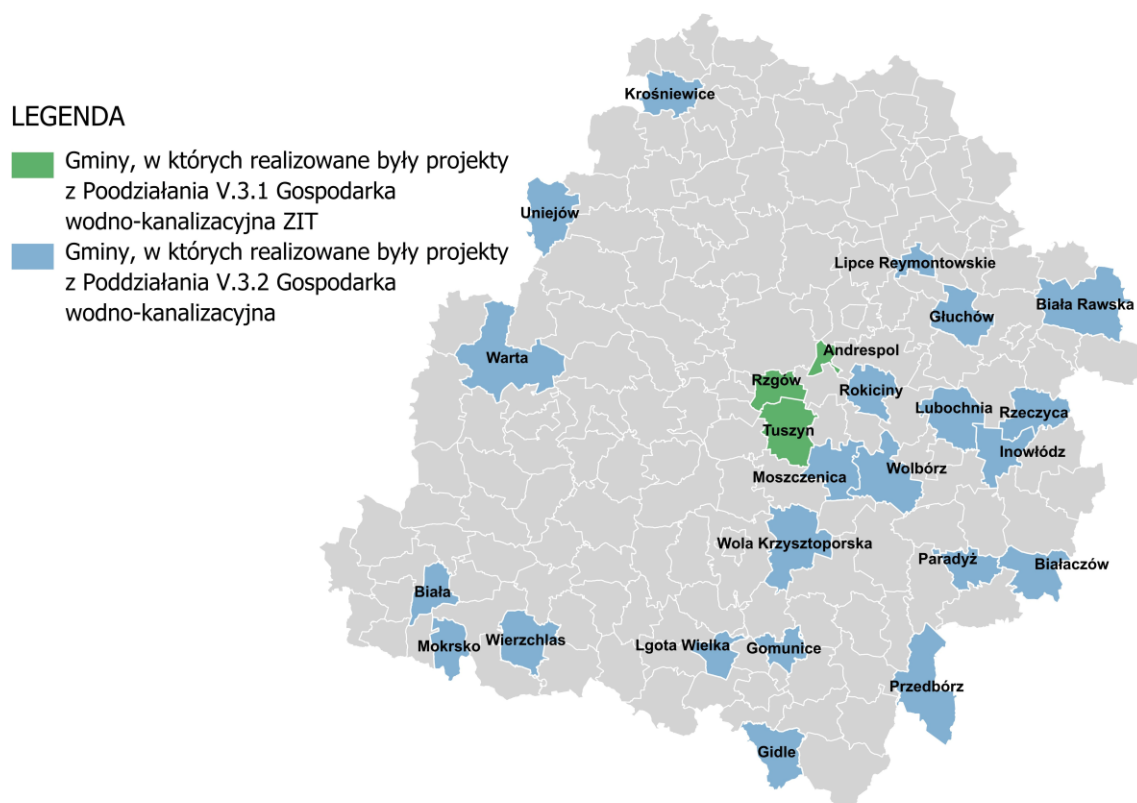 LEGENDA
Gminy, w których realizowane były projekty
z Poodziałania V.3.1 Gospodarka
wodno-kanalizacyjna ZIT
Gminy, w których realizowane były projekty
z Poddziałania V.3.2 Gospodarka
wodno-kanalizacyjna
Krośniewice
Uniejów
Lipce Reymontowskie
Biała Rawska
Głuchów
Andrespol
Warta
Rzgów
Rokiciny
Lubochnia
Rzeczyca
Tuszyn
Inowłódz
Wolbórz
Moszczenica
Wola Krzysztoporska
Paradyż
Białaczów
Biała
Mokrsko
Wierzchlas
Lgota Wielka
Gomunice
Przedbórz
Gidle